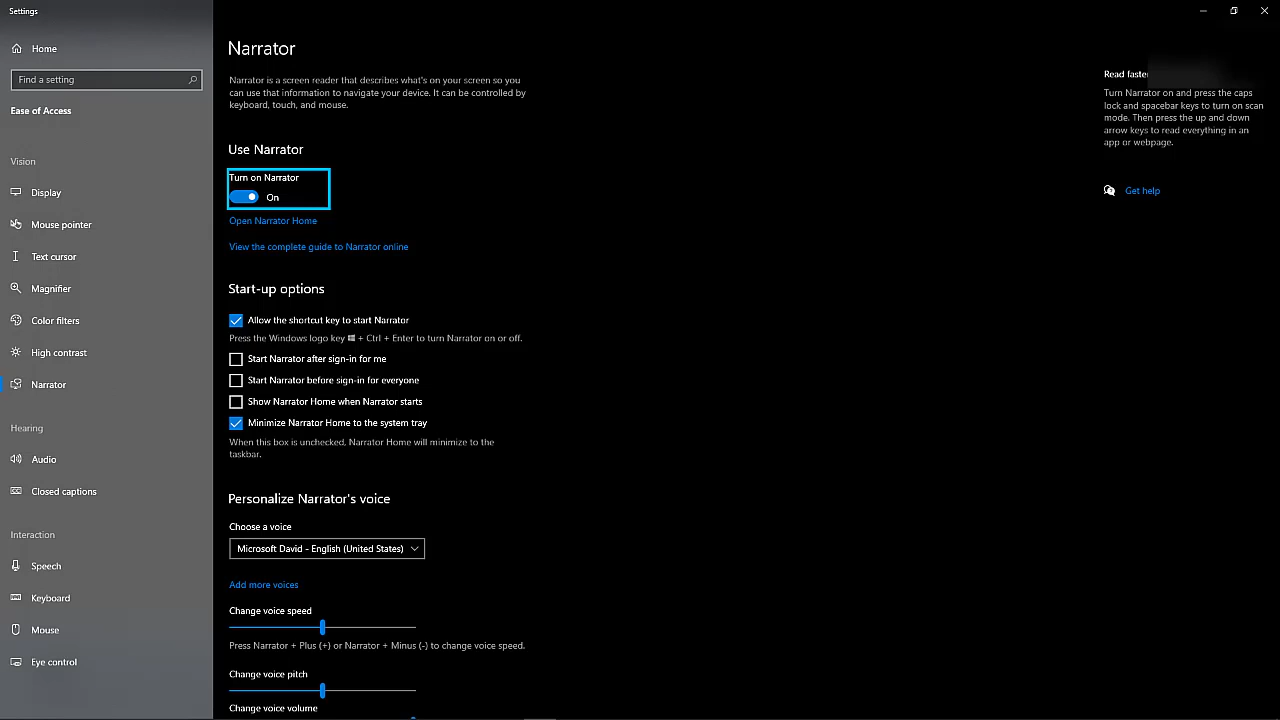 Settings
Home
Find a setting
Ease of Access
Vision
Display
Mouse pointer
Text cursor
Magnifier
Color filters
High contrast
Narrator
Hearing
Audio
Closed captions
Interaction
Speech
Keyboard
Mouse
Eye control
Narrator
Narrator is a screen reader that describes what's on your screen so you
can use that information to navigate your device. It can be controlled by
keyboard, touch, and mouse.
Use Narrator
Turn on Narrator
On
Open Narrator Home
View the complete guide to Narrator online
Start-up options
Allow the shortcut key to start Narrator
Press the Windows logo key + Ctrl + Enter to turn Narrator on or off.
Start Narrator after sign-in for me
Start Narrator before sign-in for everyone
Show Narrator Home when Narrator starts
Minimize Narrator Home to the system tray
When this box is unchecked, Narrator Home will minimize to the
taskbar.
Personalize Narrator's voice
Choose a voice
Microsoft David - English (United States)
Add more voices
Change voice speed
Press Narrator + Plus (+) or Narrator + Minus (-) to change voice speed.
Change voice pitch
Change voice volume
Read faster
Turn Narrator on and press the caps
lock and spacebar keys to turn on scan
mode. Then press the up and down
arrow keys to read everything in an
app or webpage.
Get help